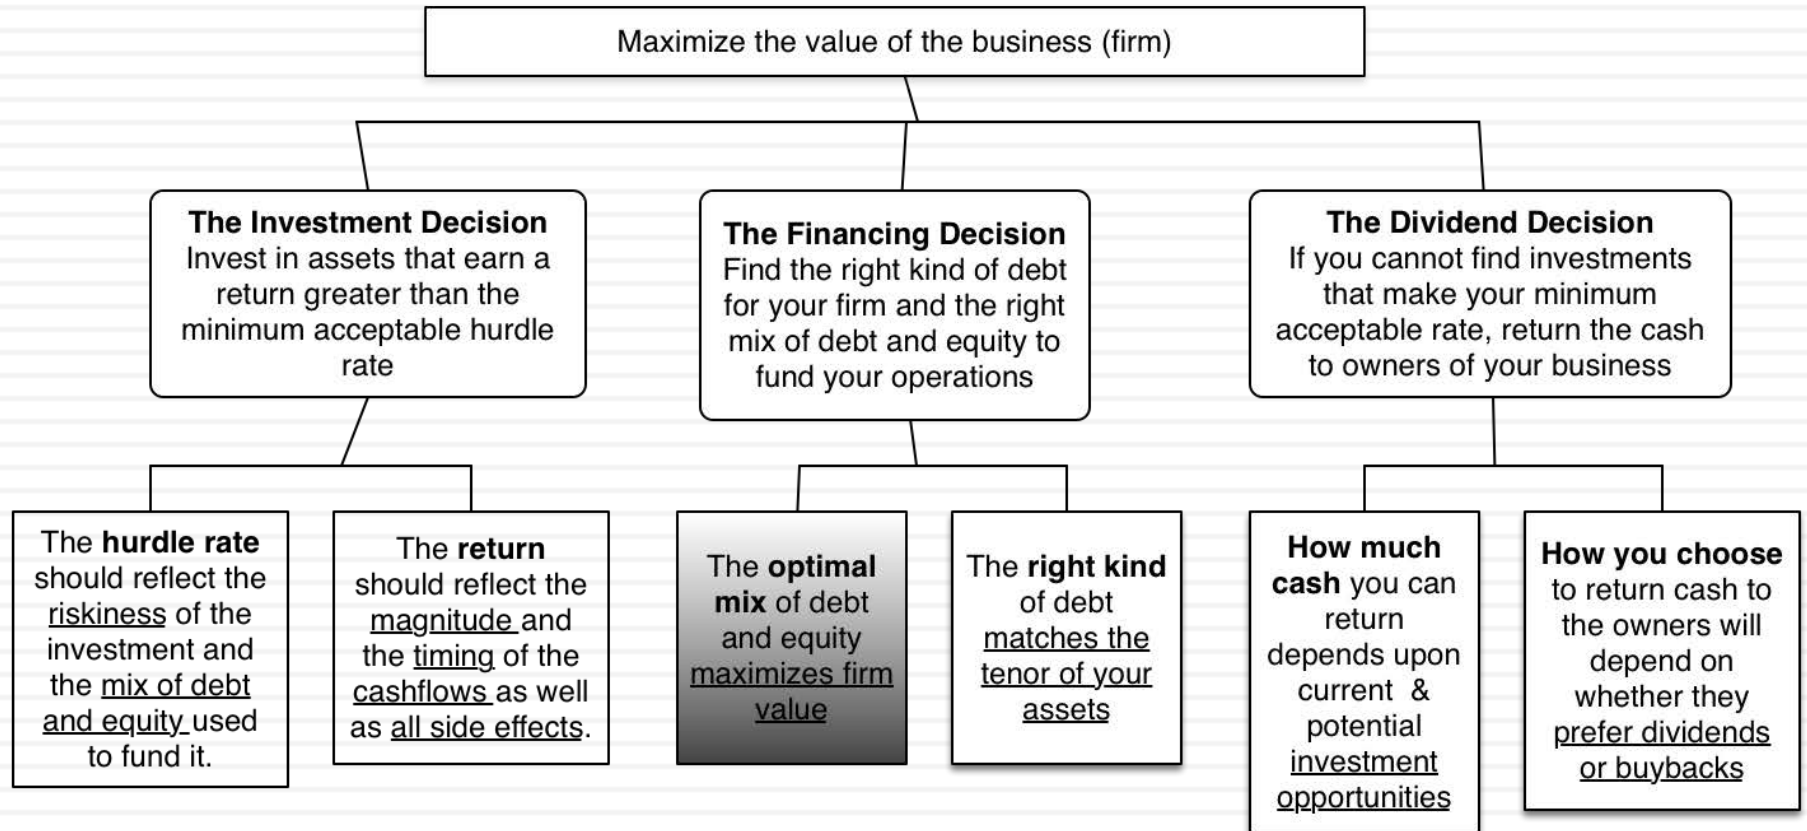 Maximize the value of the business (firm)
The Investment Decision
Invest in assets that earn a
return greater than the
minimum acceptable hurdle
rate
The Financing Decision
Find the right kind of debt
for your firm and the right
mix of debt and equity to
fund your operations
The Dividend Decision
If you cannot find investments
that make your minimum
acceptable rate, return the cash
to owners of your business
The hurdle rate
should reflect the
riskiness of the
investment and
the mix of debt
and equity used
to fund it.
The return
should reflect the
magnitude and
the timing of the
cashflows as well
as all side effects.
The optimal
mix of debt
and equity
maximizes firm
value
The right kind
of debt
matches the
tenor of your
assets
How much
cash you can
return
depends upon
current &
potential
investment
opportunities
How you choose
to return cash to
the owners will
depend on
whether they
prefer dividends
or buybacks